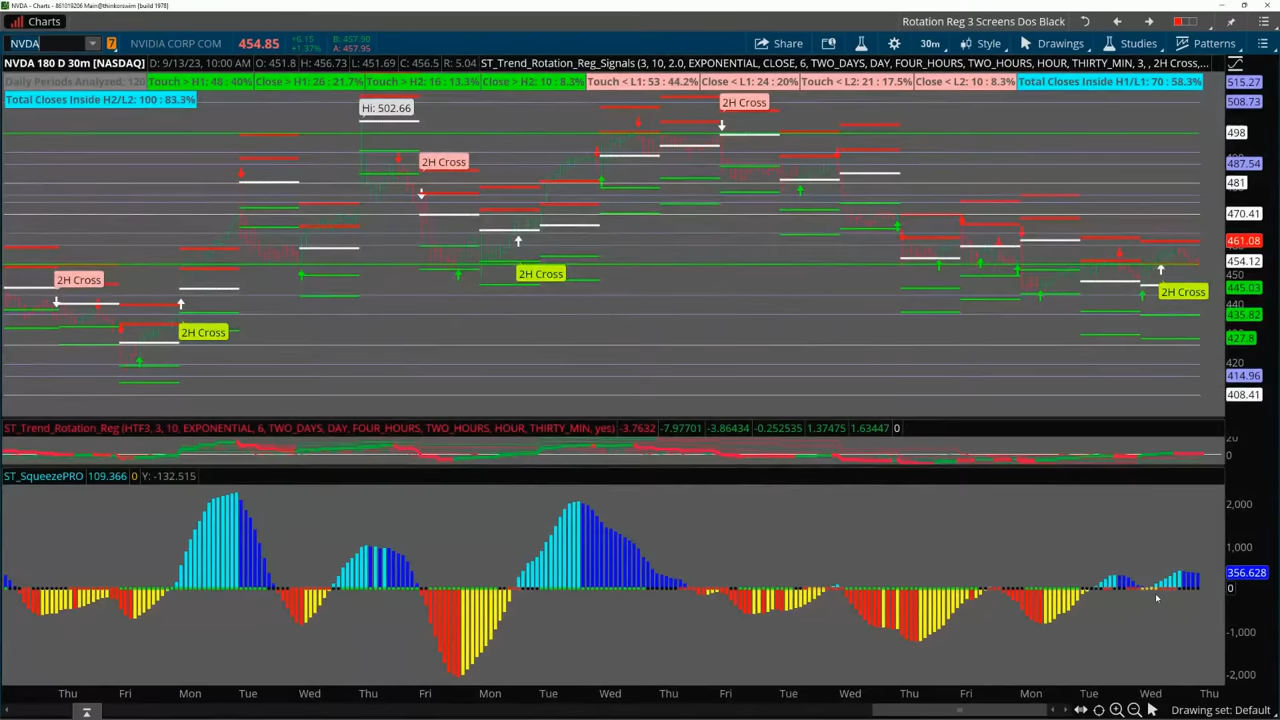 NVDA - Charts - 861019206 Main@thinkorswim [build 1978]
Charts
Rotation Reg 3 Screens Dos Black
NVDA
7
NVIDIA CORP COM
454.85
+6.15
+1.37%
B: 457.90
A: 457.95
Share
30m
Style
Drawings
Studies
Patterns
NVDA 180 D 30m [NASDAQ]
D: 9/13/23, 10:00 AM
O: 451.8
H: 456.73
L: 451.69
C: 456.5
R: 5.04
ST_Trend_Rotation_Reg_Signals (3, 10, 2.0, EXPONENTIAL, CLOSE, 6, TWO_DAYS, DAY, FOUR_HOURS, TWO_HOURS, HOUR, THIRTY_MIN, 3, , 2H Cross,...
Daily Periods Analyzed: 120
Touch > H1: 48 : 40%
Close > H1: 26 : 21.7%
Touch > H2: 16 : 13.3%
Close > H2: 10 : 8.3%
Touch < L1: 53 : 44.2%
Close < L1: 24 : 20%
Touch < L2: 21 : 17.5%
Close < L2: 10 : 8.3%
Total Closes Inside H1/L1: 70 : 58.3%
Total Closes Inside H2/L2: 100 : 83.3%
515.27
508.73
498
487.54
481
470.41
461.08
454.12
450
445.03
440
435.82
427.8
420
414.96
408.41
Hi: 502.66
2H Cross
2H Cross
2H Cross
2H Cross
2H Cross
2H Cross
ST_Trend_Rotation_Reg (HTF3, 3, 10, EXPONENTIAL, 6, TWO_DAYS, DAY, FOUR_HOURS, TWO_HOURS, HOUR, THIRTY_MIN, yes)
-3.7632
-7.97701
-3.86434
-0.252535
1.37475
1.63447
0
20
0
ST_SqueezePRO
109.366
0
Y: -132.515
2,000
1,000
356.628
0
-1,000
-2,000
Thu
Fri
Mon
Tue
Wed
Thu
Fri
Mon
Tue
Wed
Thu
Fri
Mon
Tue
Wed
Thu
Fri
Mon
Tue
Wed
Thu
Drawing set: Default